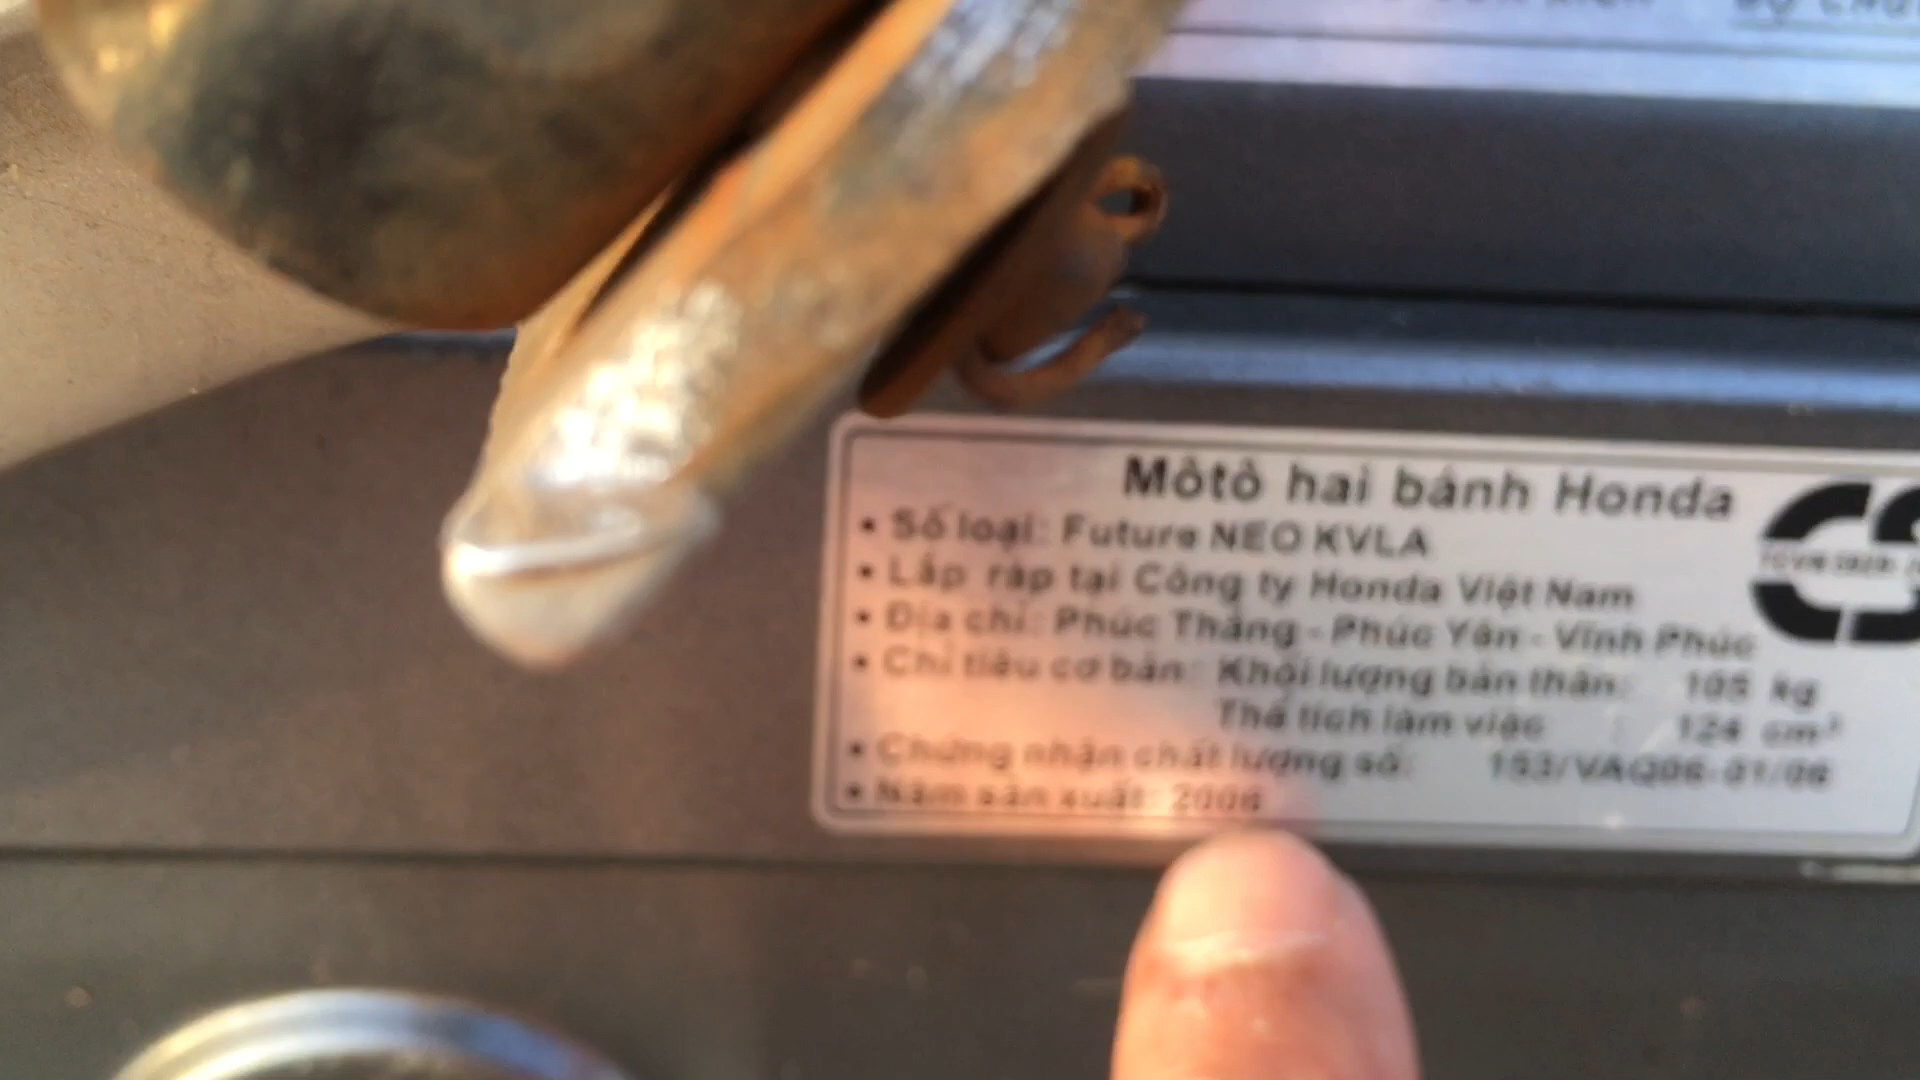 Môtô hai bánh Honda
• Số loại: Future NEO KVLA
• Lắp ráp tại Công ty Honda Việt Nam
• Địa chỉ: Phúc Thắng - Phúc Yên - Vĩnh Phúc
• Chỉ tiêu cơ bản: Khối lượng bản thân: 105 kg
Thể tích làm việc : 124 cm³
• Chứng nhận chất lượng số: 153/VAQ06-01/06
• Năm sản xuất: 2006